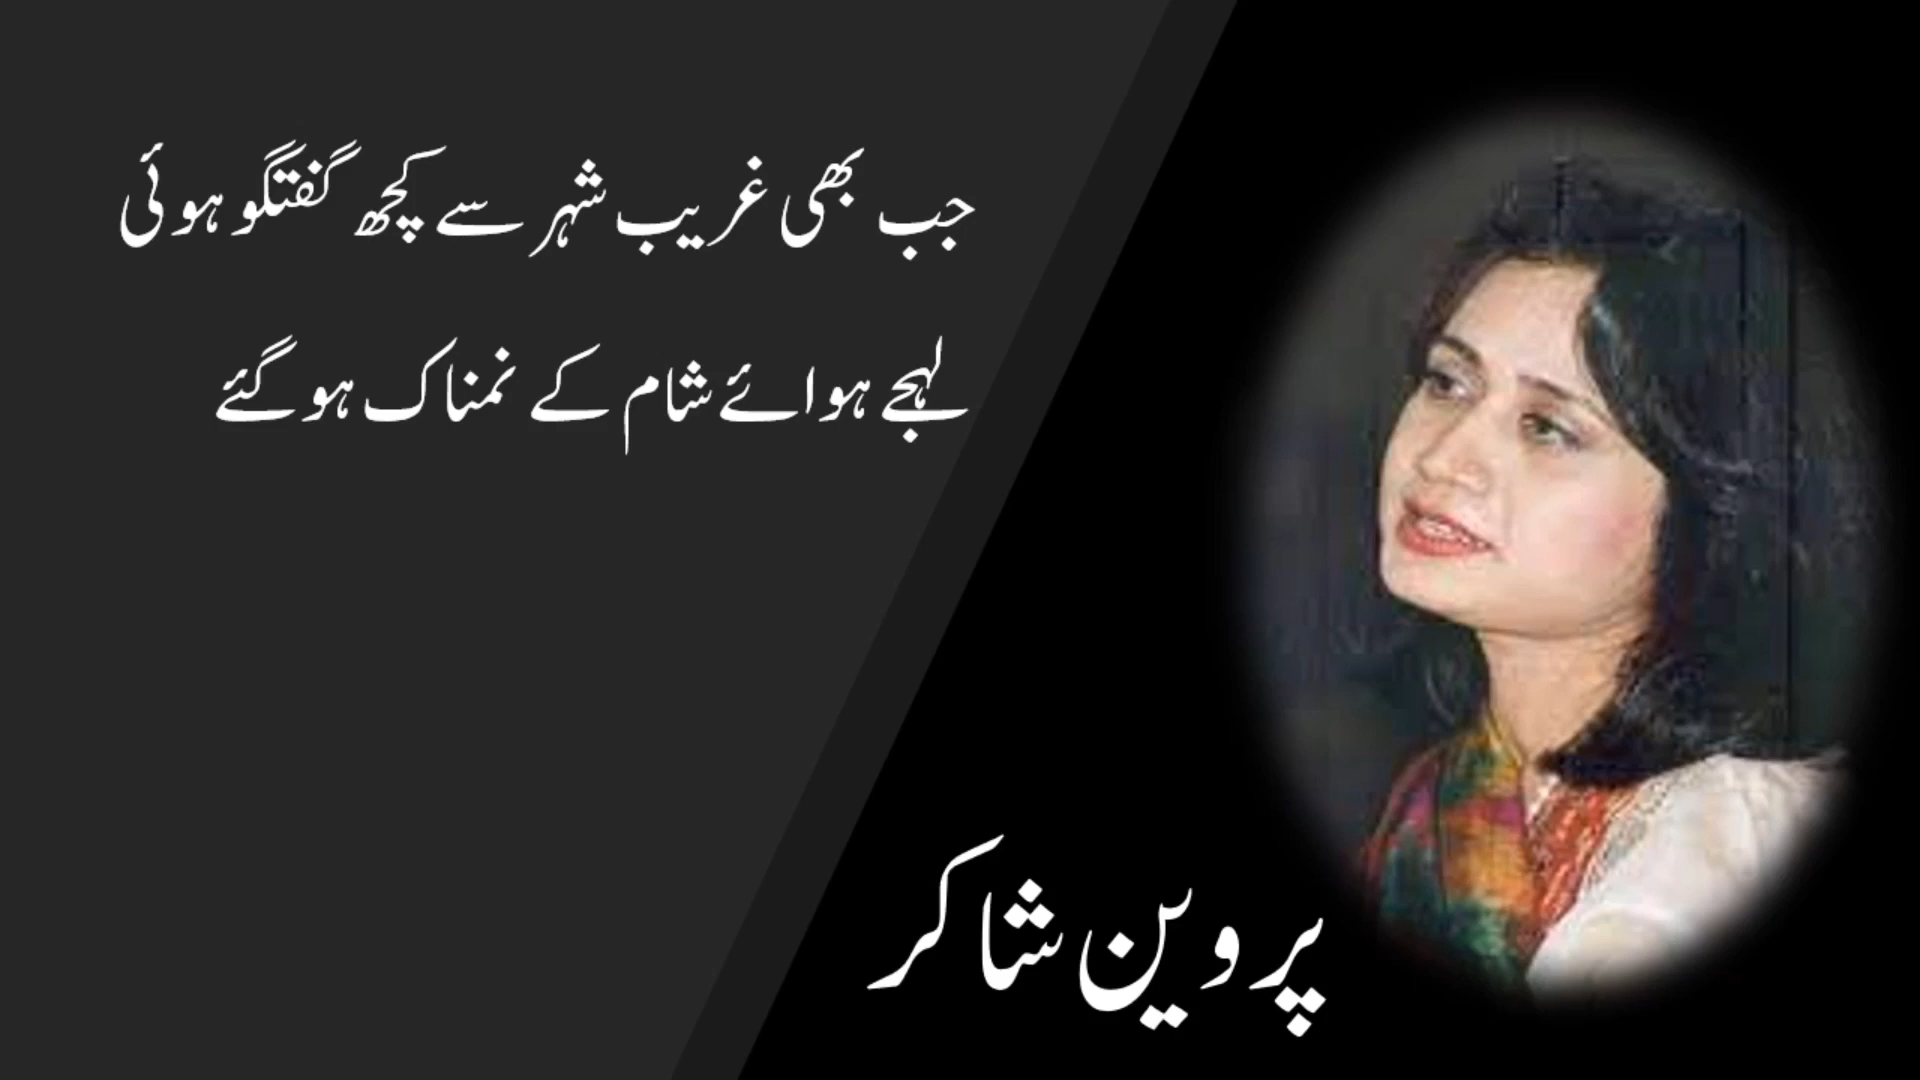 جب بھی غریب شہر سے کچھ گفتگو ہوئی
لہجے ہوائے شام کے نمناک ہو گئے
پروین شاکر